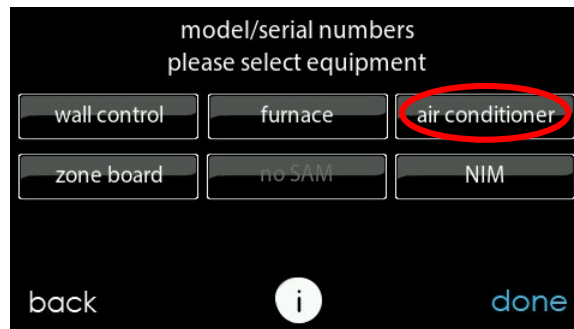 model/serial numbers
please select equipment
wall control furnace air conditioner
zone board no SAM NIM
back i done